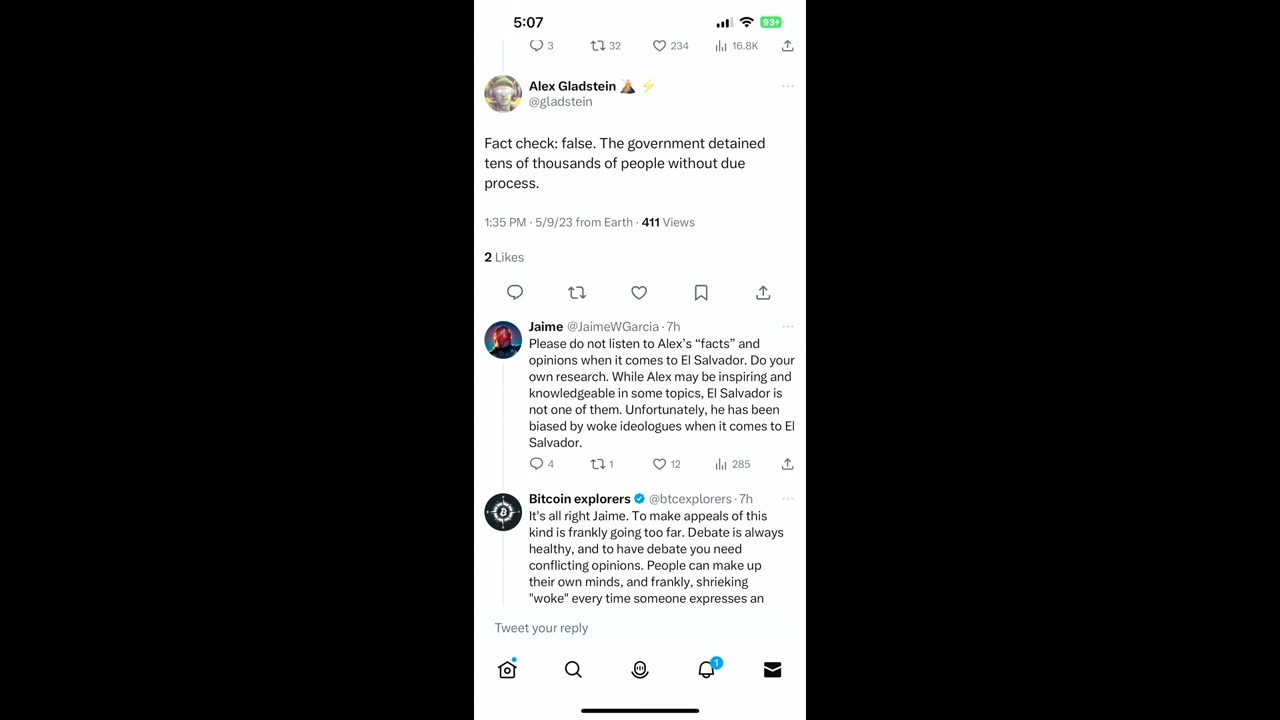 5:07
93
3 32 234 16.8K
Alex Gladstein
@gladstein
Fact check: false. The government detained
tens of thousands of people without due
process.
1:35 PM · 5/9/23 from Earth · 411 Views
2 Likes
Jaime @JaimeWGarcia · 7h
Please do not listen to Alex’s “facts” and
opinions when it comes to El Salvador. Do your
own research. While Alex may be inspiring and
knowledgeable in some topics, El Salvador is
not one of them. Unfortunately, he has been
biased by woke ideologues when it comes to El
Salvador.
4 1 12 285
Bitcoin explorers @btcexplorers · 7h
It's all right Jaime. To make appeals of this
kind is frankly going too far. Debate is always
healthy, and to have debate you need
conflicting opinions. People can make up
their own minds, and frankly, shrieking
"woke" every time someone expresses an
Tweet your reply
1